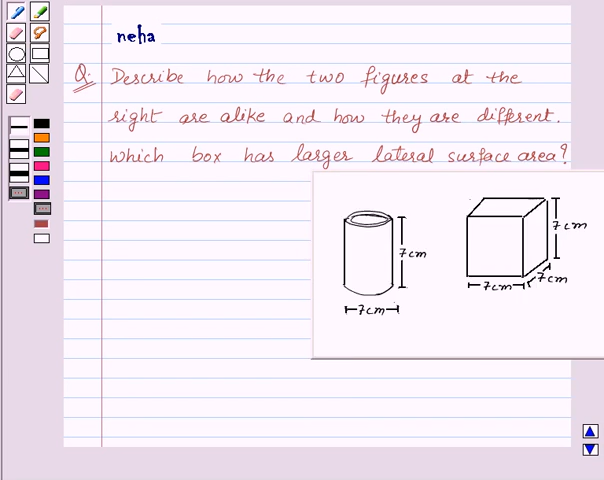 neha
Q. Describe how the two figures at the
right are alike and how they are different.
Which box has larger lateral surface area?
7cm
7cm
7cm
7cm
7cm